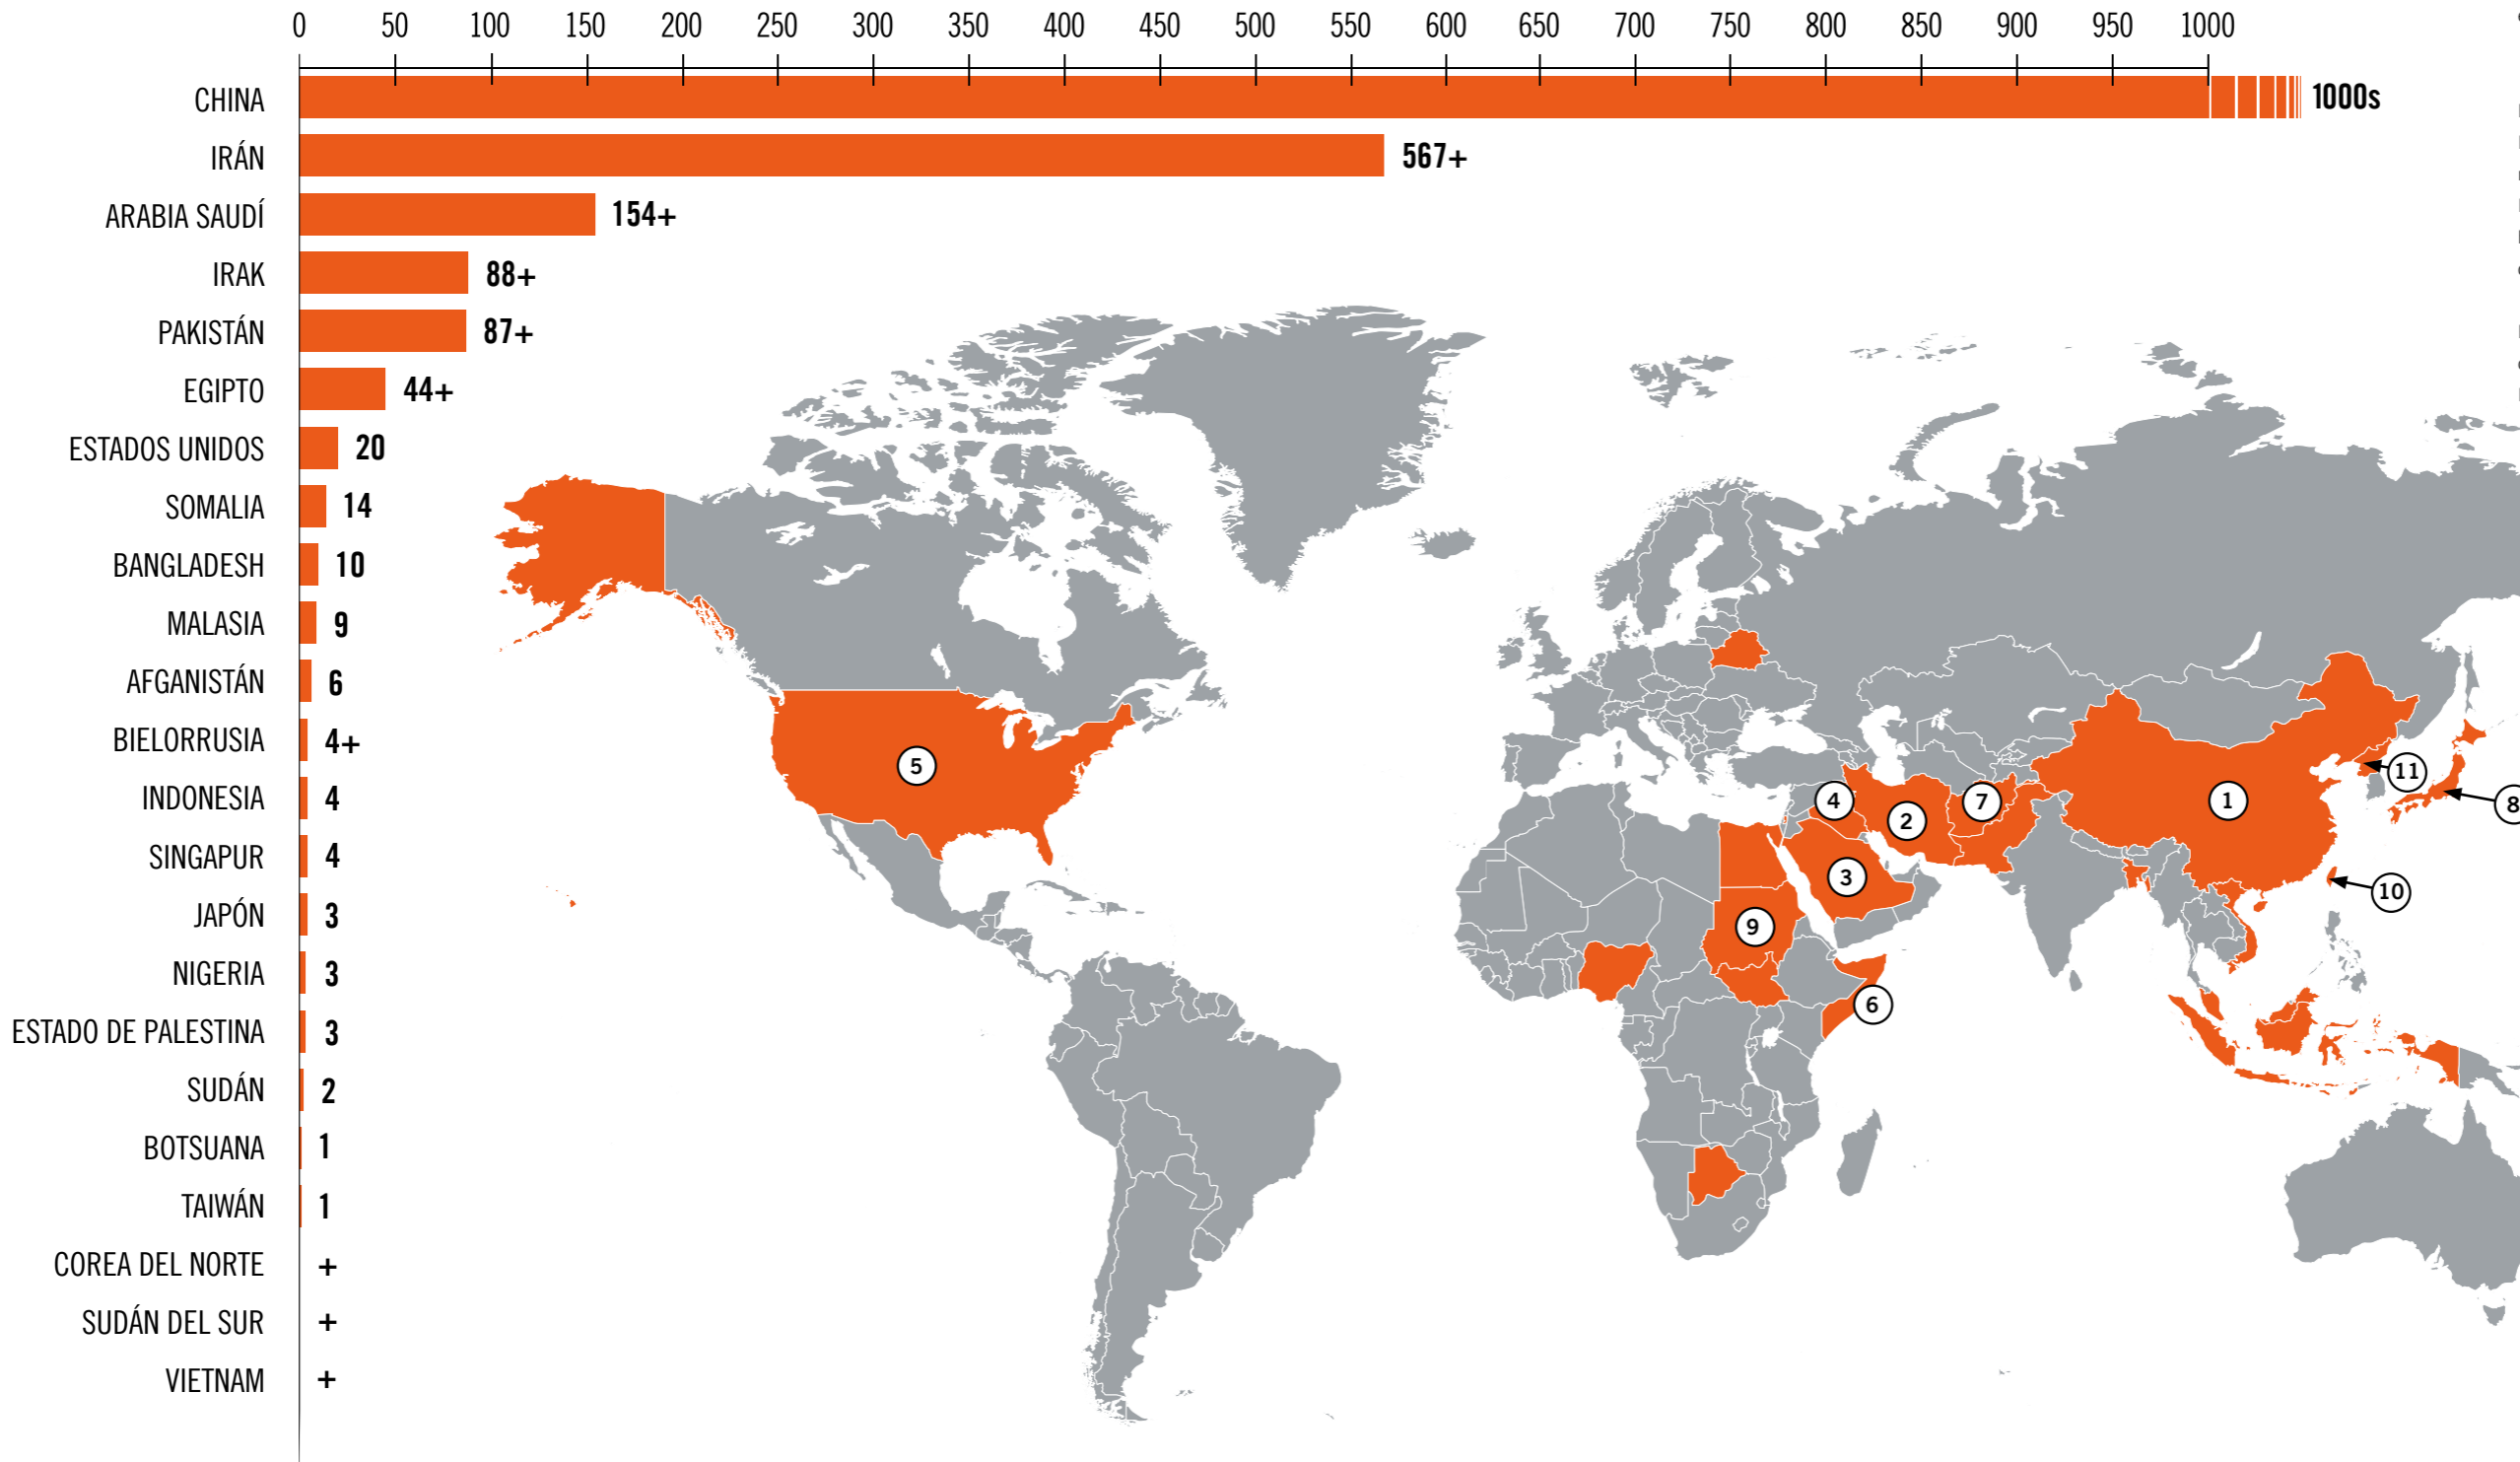 0 50 100 150 200 250 300 350 400 450 500 550 600 650 700 750 800 850 900 950 1000
CHINA 1000s
IRÁN 567+
ARABIA SAUDÍ 154+
IRAK 88+
PAKISTÁN 87+
EGIPTO 44+
ESTADOS UNIDOS 20
SOMALIA 14
BANGLADESH 10
MALASIA 9
AFGANISTÁN 6
BIELORRUSIA 4+
INDONESIA 4
SINGAPUR 4
JAPÓN 3
NIGERIA 3
ESTADO DE PALESTINA 3
SUDÁN 2
BOTSUANA 1
TAIWÁN 1
COREA DEL NORTE +
SUDÁN DEL SUR +
VIETNAM +
5
4
2
7
1
11
8
3
10
9
6